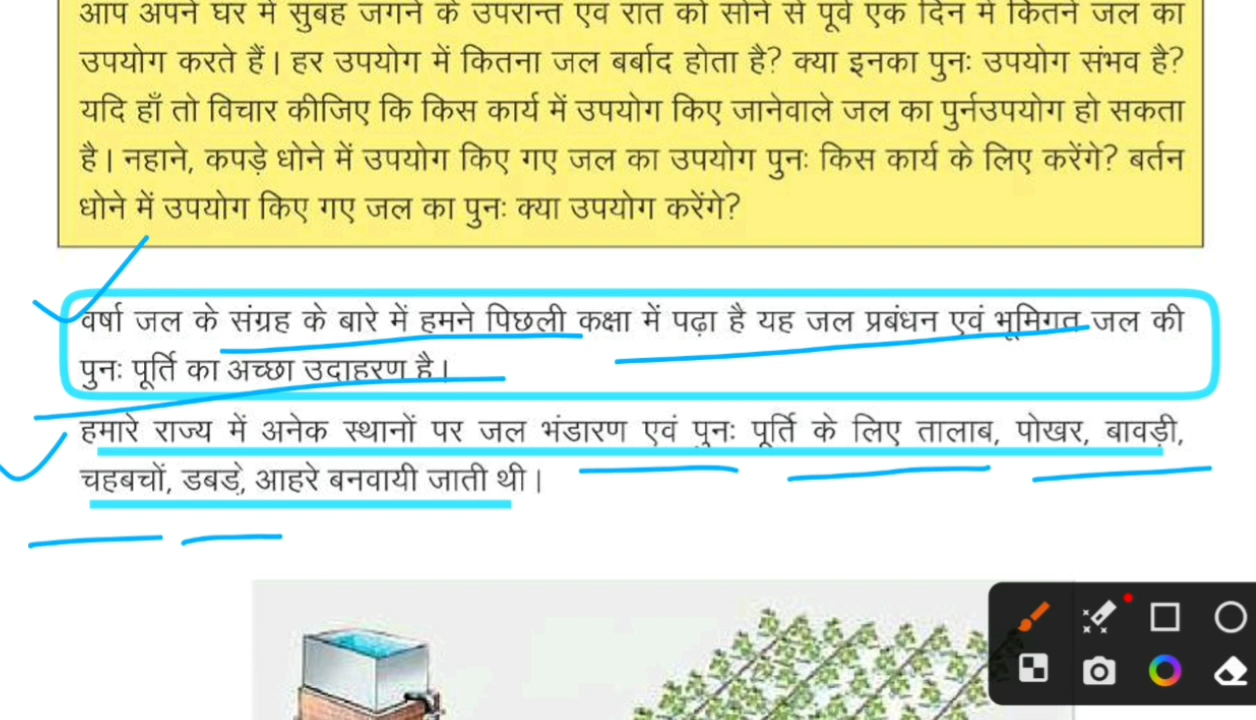 आप अपने घर में सुबह जगने के उपरान्त एवं रात को सोने से पूर्व एक दिन में कितने जल का
उपयोग करते हैं। हर उपयोग में कितना जल बर्बाद होता है? क्या इनका पुनः उपयोग संभव है?
यदि हाँ तो विचार कीजिए कि किस कार्य में उपयोग किए जानेवाले जल का पुर्नउपयोग हो सकता
है। नहाने, कपड़े धोने में उपयोग किए गए जल का उपयोग पुनः किस कार्य के लिए करेंगे? बर्तन
धोने में उपयोग किए गए जल का पुनः क्या उपयोग करेंगे?
वर्षा जल के संग्रह के बारे में हमने पिछली कक्षा में पढ़ा है यह जल प्रबंधन एवं भूमिगत जल की
पुनः पूर्ति का अच्छा उदाहरण है।
हमारे राज्य में अनेक स्थानों पर जल भंडारण एवं पुनः पूर्ति के लिए तालाब, पोखर, बावड़ी,
चहबचों, डबडे, आहरे बनवायी जाती थी।